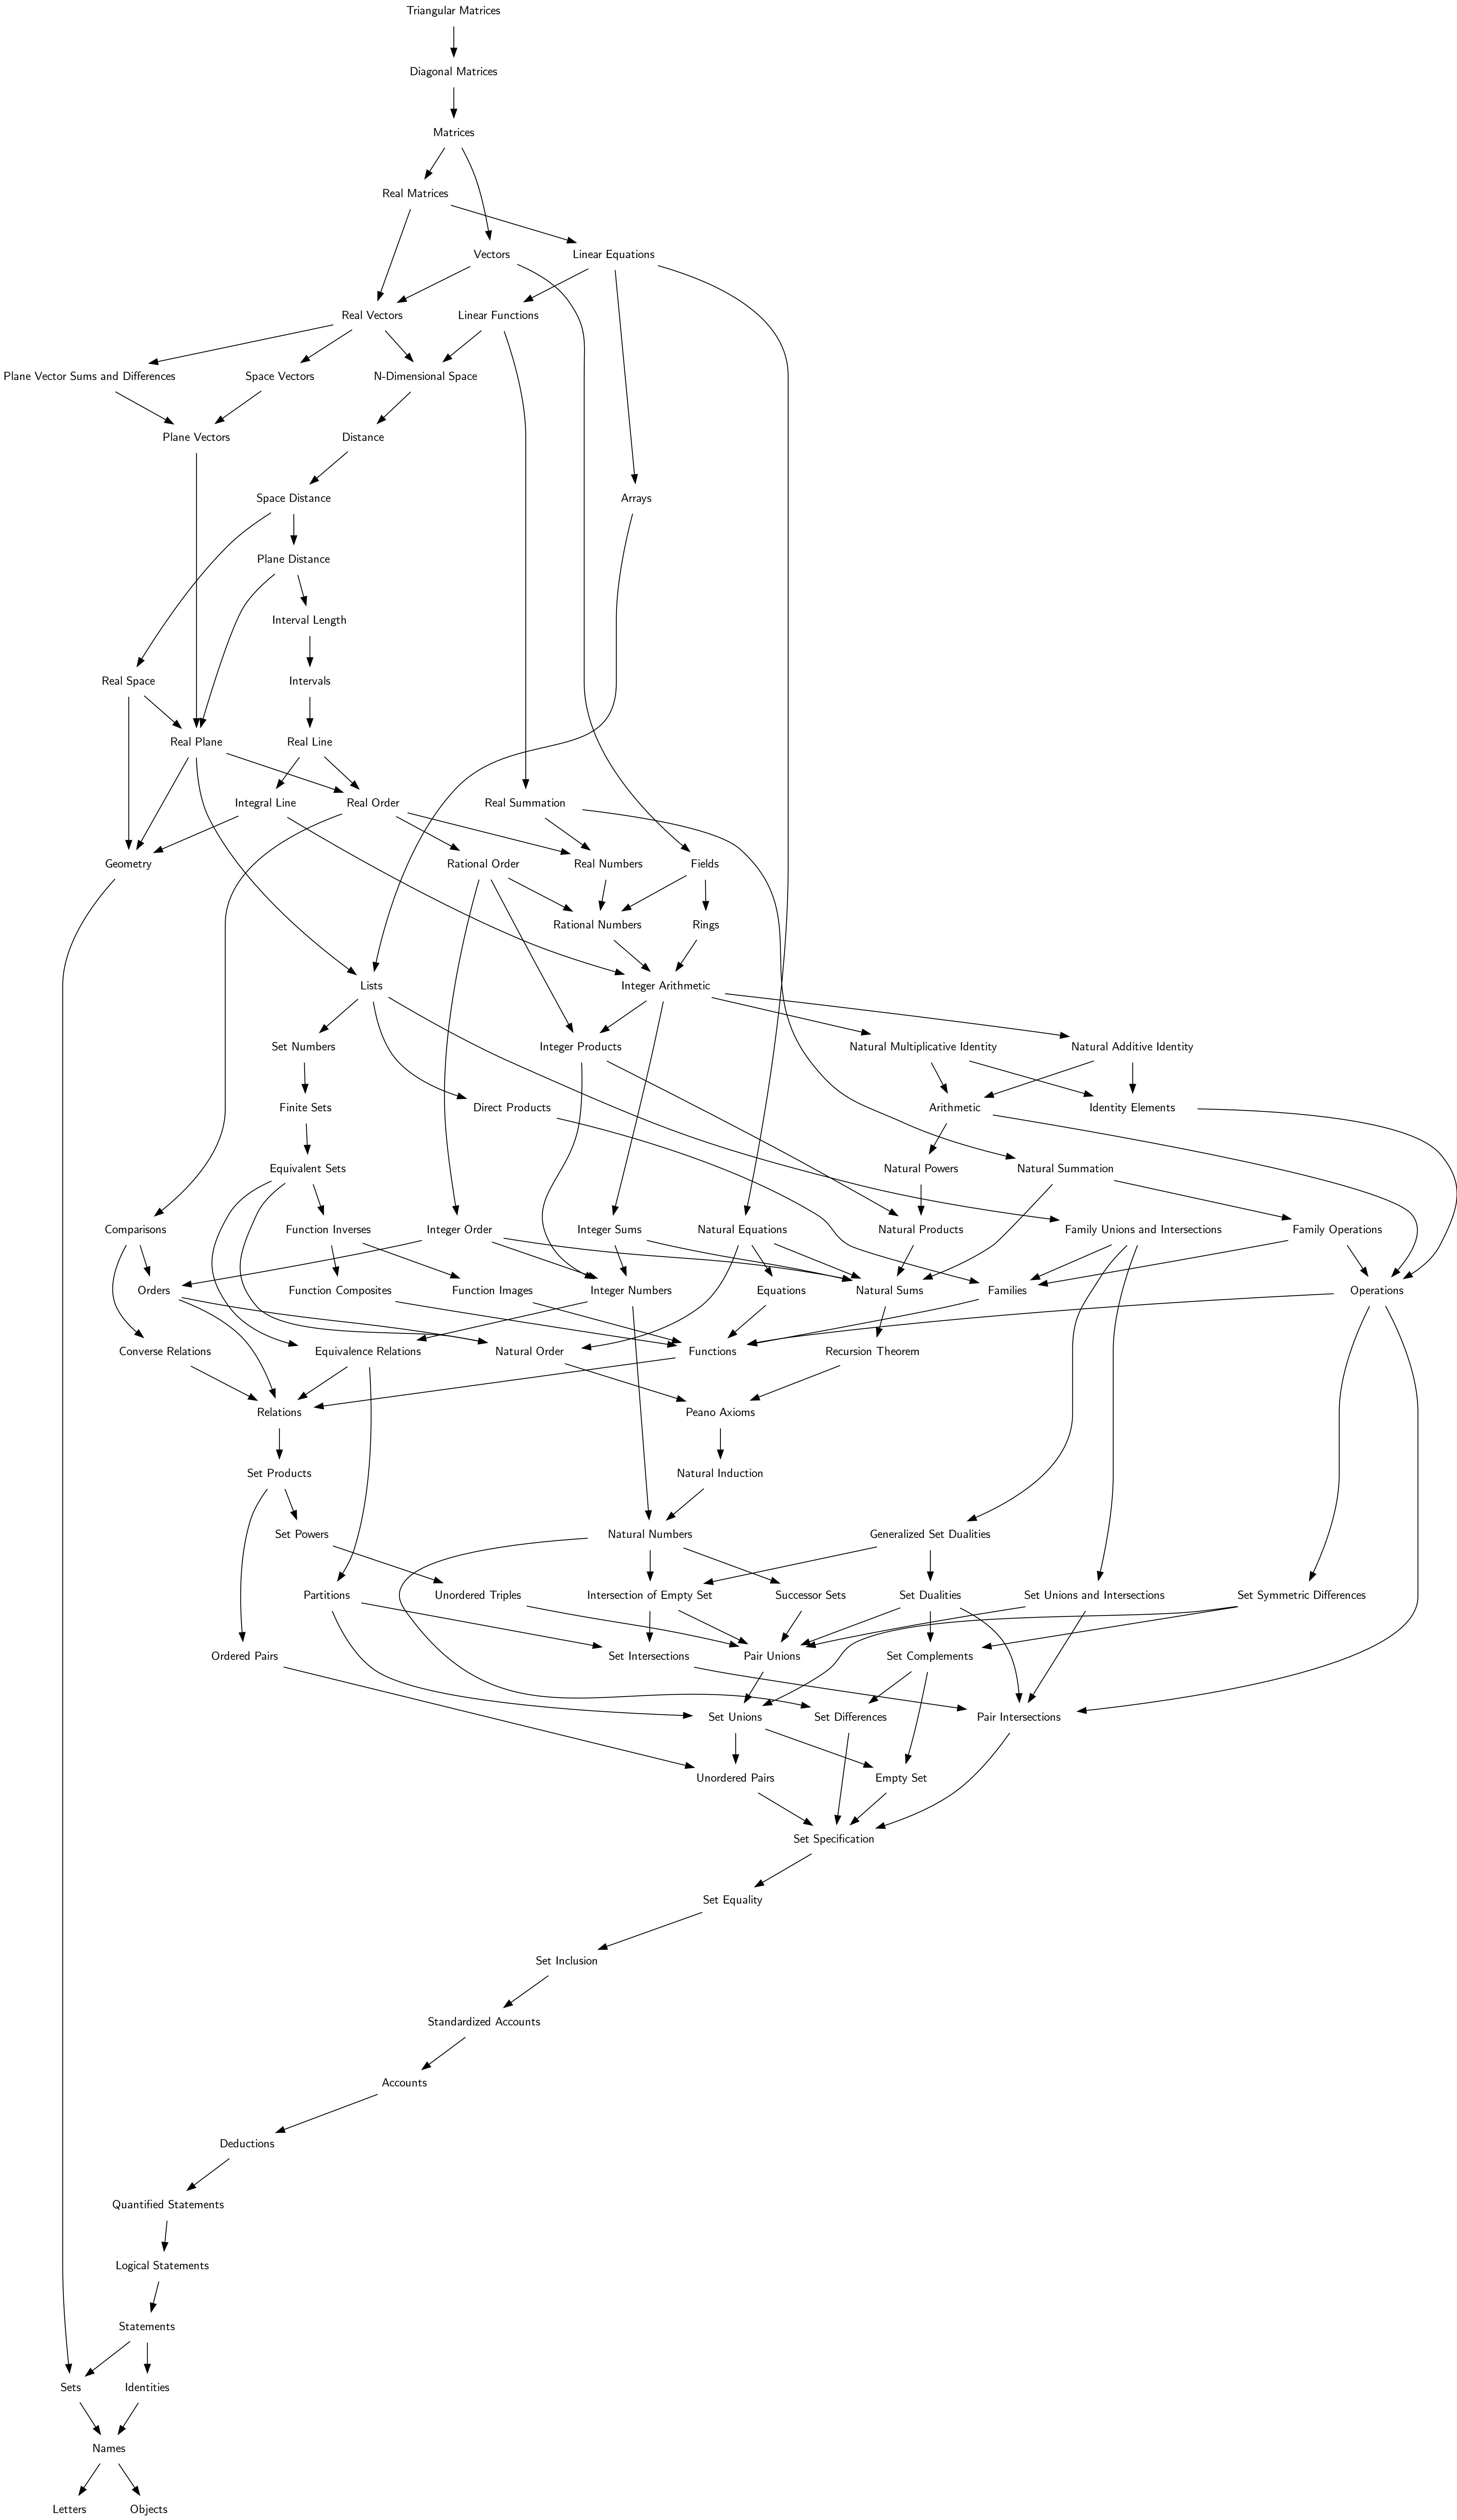 Triangular Matrices
Diagonal Matrices
Matrices
Real Matrices
Vectors
Linear Equations
Real Vectors
Linear Functions
Plane Vector Sums and Differences
Space Vectors
N-Dimensional Space
Plane Vectors
Distance
Space Distance
Arrays
Plane Distance
Interval Length
Real Space
Intervals
Real Plane
Real Line
Integral Line
Real Order
Real Summation
Geometry
Rational Order
Real Numbers
Fields
Rational Numbers
Rings
Lists
Integer Arithmetic
Set Numbers
Integer Products
Natural Multiplicative Identity
Natural Additive Identity
Finite Sets
Direct Products
Arithmetic
Identity Elements
Equivalent Sets
Natural Powers
Natural Summation
Comparisons
Function Inverses
Integer Order
Integer Sums
Natural Equations
Natural Products
Family Unions and Intersections
Family Operations
Orders
Function Composites
Function Images
Integer Numbers
Equations
Natural Sums
Families
Operations
Converse Relations
Equivalence Relations
Natural Order
Functions
Recursion Theorem
Relations
Peano Axioms
Set Products
Natural Induction
Set Powers
Natural Numbers
Generalized Set Dualities
Partitions
Unordered Triples
Intersection of Empty Set
Successor Sets
Set Dualities
Set Unions and Intersections
Set Symmetric Differences
Ordered Pairs
Set Intersections
Pair Unions
Set Complements
Set Unions
Set Differences
Pair Intersections
Unordered Pairs
Empty Set
Set Specification
Set Equality
Set Inclusion
Standardized Accounts
Accounts
Deductions
Quantified Statements
Logical Statements
Statements
Sets
Identities
Names
Letters
Objects